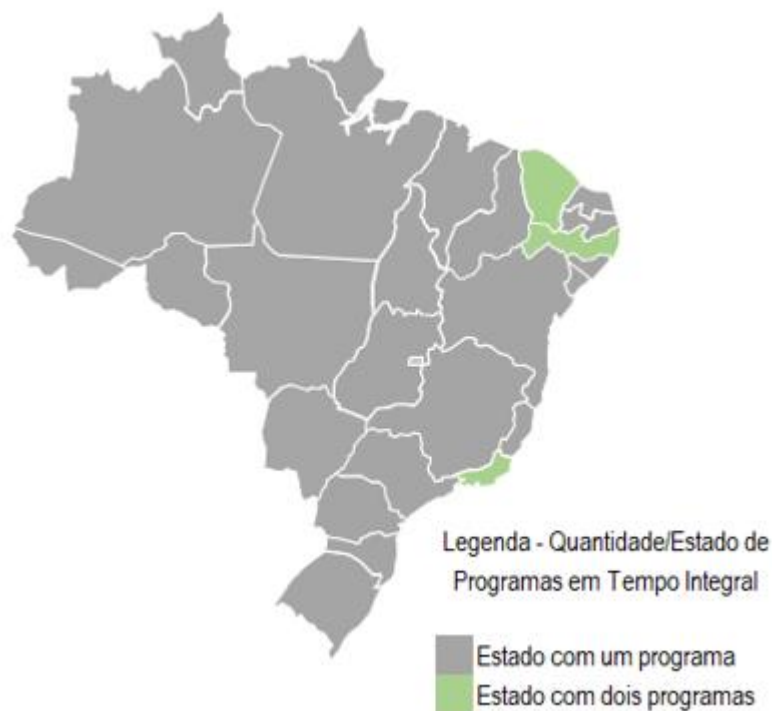 Legenda - Quantidade/Estado de
Programas em Tempo Integral
Estado com um programa
Estado com dois programas